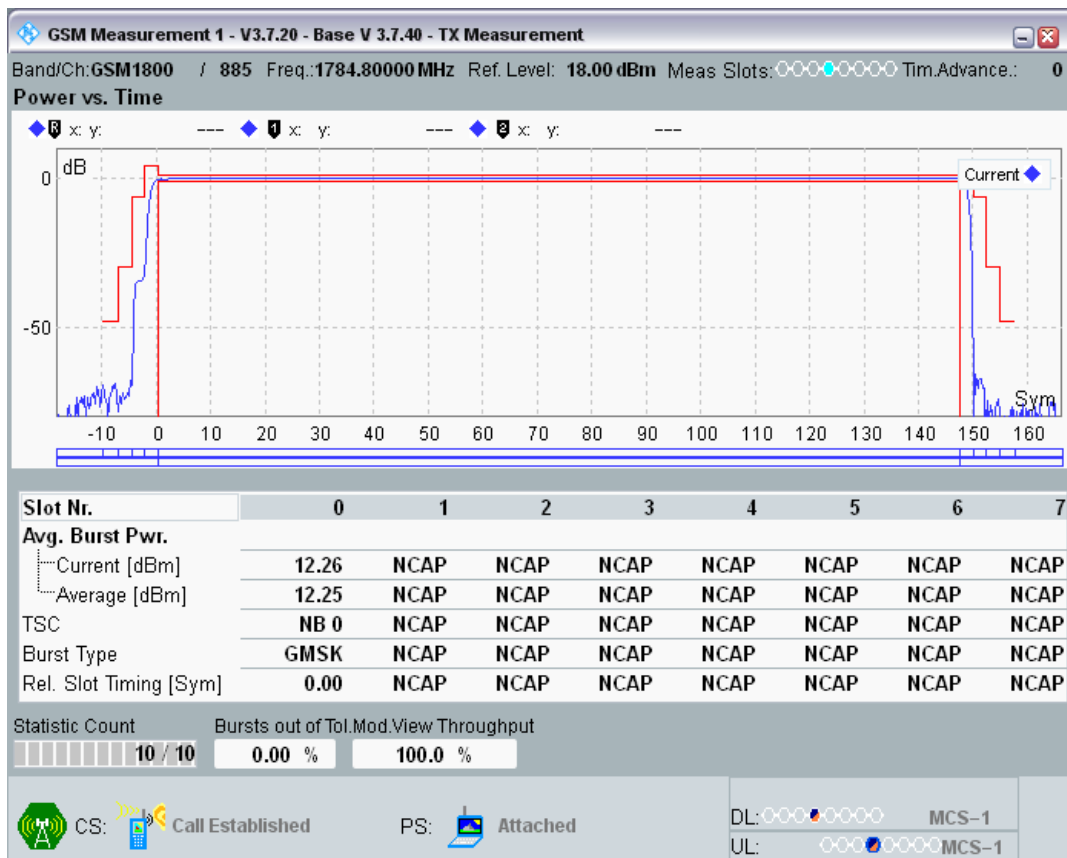 GSM Measurement 1 - V3.7.20 - Base V 3.7.40 - TX Measurement
Band/Ch:GSM1800 / 885 Freq.:1784.80000 MHz Ref. Level: 18.00 dBm Meas Slots: Tim.Advance.: 0
Power vs. Time
R x: y: --- 1 x: y: --- 2 x: y: ---
dB
Current
0
-50
Sym
-10 0 10 20 30 40 50 60 70 80 90 100 110 120 130 140 150 160
Slot Nr. 0 1 2 3 4 5 6 7
Avg. Burst Pwr.
Current [dBm] 12.26 NCAP NCAP NCAP NCAP NCAP NCAP NCAP
Average [dBm] 12.25 NCAP NCAP NCAP NCAP NCAP NCAP NCAP
TSC NB 0 NCAP NCAP NCAP NCAP NCAP NCAP NCAP
Burst Type GMSK NCAP NCAP NCAP NCAP NCAP NCAP NCAP
Rel. Slot Timing [Sym] 0.00 NCAP NCAP NCAP NCAP NCAP NCAP NCAP
Statistic Count Bursts out of Tol.Mod.View Throughput
10 / 10 0.00 % 100.0 %
CS: Call Established PS: Attached
DL: MCS-1
UL: MCS-1